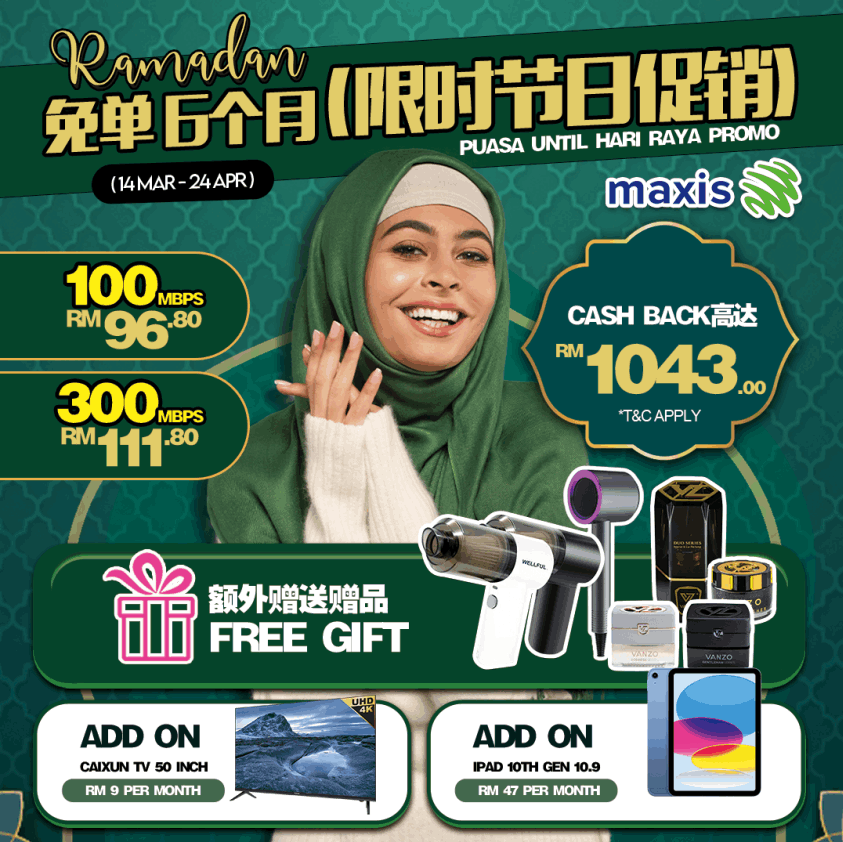 Ramadan
免单 6个月(限时节日促销)
PUASA UNTIL HARI RAYA PROMO
(14 MAR - 24 APR)
maxis
100 MBPS
RM 96.80
300 MBPS
RM 111.80
CASH BACK高达
RM 1043.00
*T&C APPLY
额外赠送赠品
FREE GIFT
WELLFUL
VANZO
VANZO
ADD ON
CAIXUN TV 50 INCH
RM 9 PER MONTH
UHD
4K
ADD ON
IPAD 10TH GEN 10.9
RM 47 PER MONTH